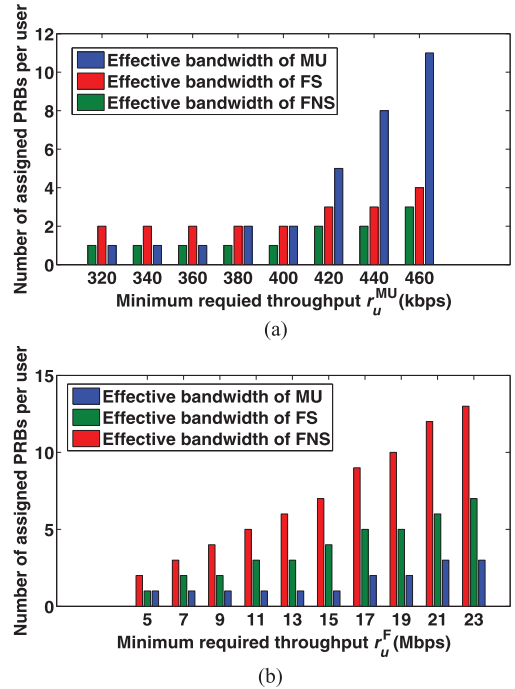 (a)
12
10
8
6
4
2
0
Number of assigned PRBs per user
Effective bandwidth of MU
Effective bandwidth of FS
Effective bandwidth of FNS
320 340 360 380 400 420 440 460
Minimum requied throughput r_u^MU (kbps)
(a)
15
10
5
0
Number of assigned PRBs per user
Effective bandwidth of MU
Effective bandwidth of FS
Effective bandwidth of FNS
5 7 9 11 13 15 17 19 21 23
Minimum required throughput r_u^F (Mbps)
(b)